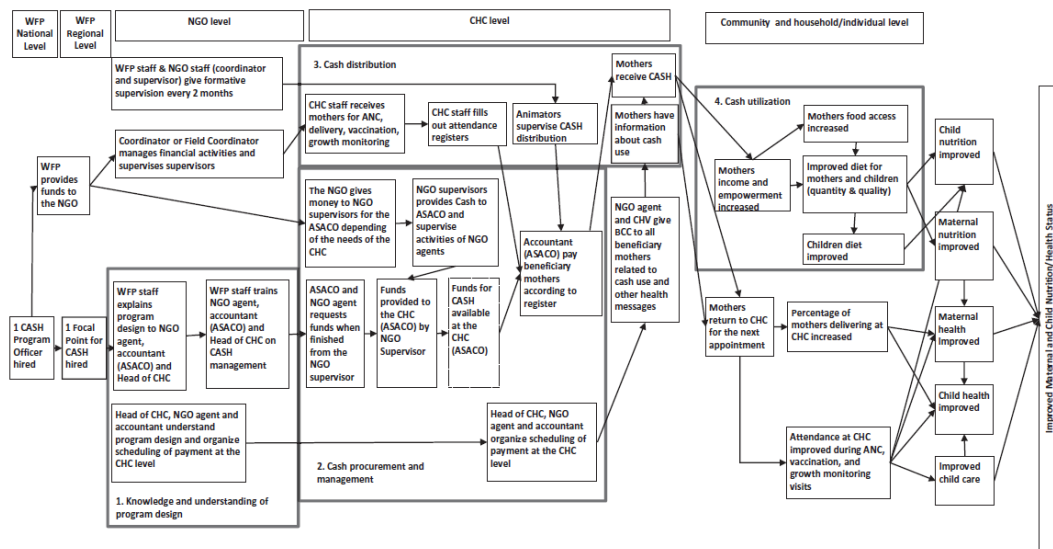 WFP
National
Level
WFP
Regional
Level
NGO level
CHC level
Community and household/individual level
WFP staff & NGO staff (coordinator
and supervisor) give formative
supervision every 2 months
3. Cash distribution
Mothers
receive CASH
CHC staff receives
mothers for ANC,
delivery, vaccination,
growth monitoring
CHC staff fills
out attendance
registers
Animators
supervise CASH
distribution
Mothers have
information
about cash
use
4. Cash utilization
Mothers food access
increased
Child
nutrition
improved
Coordinator or Field Coordinator
manages financial activities and
supervises supervisors
WFP
provides
funds to
the NGO
Mothers
income and
empowerment
increased
Improved diet for
mothers and children
(quantity & quality)
Children diet
improved
Maternal
nutrition
improved
The NGO gives
money to NGO
supervisors for the
ASACO depending
of the needs of the
CHC
NGO supervisors
provides Cash to
ASACO and
supervise
activities of NGO
agents
Accountant
(ASACO) pay
beneficiary
mothers
according to
register
NGO agent
and CHV give
BCC to all
beneficiary
mothers
related to
cash use and
other health
messages
1 CASH
Program
Officer
hired
1 Focal
Point for
CASH
hired
WFP staff
explains
program
design to NGO
agent,
accountant
(ASACO) and
Head of CHC
WFP staff trains
NGO agent,
accountant
(ASACO) and
Head of CHC on
CASH
management
ASACO and
NGO agent
requests
funds when
finished
from the
NGO
supervisor
Funds
provided to
the CHC
(ASACO) by
NGO
Supervisor
Funds for
CASH
available at
the CHC
(ASACO)
Mothers
return to CHC
for the next
appointment
Percentage of
mothers delivering at
CHC increased
Maternal
health
Improved
Child health
improved
Head of CHC, NGO agent and
accountant understand
program design and organize
scheduling of payment at the
CHC level
Head of CHC, NGO
agent and accountant
organize scheduling of
payment at the CHC
level
Attendance at CHC
improved during ANC,
vaccination, and
growth monitoring
visits
Improved
child care
1. Knowledge and understanding of
program design
2. Cash procurement and
management
Improved Maternal and Child Nutrition/ Health Status